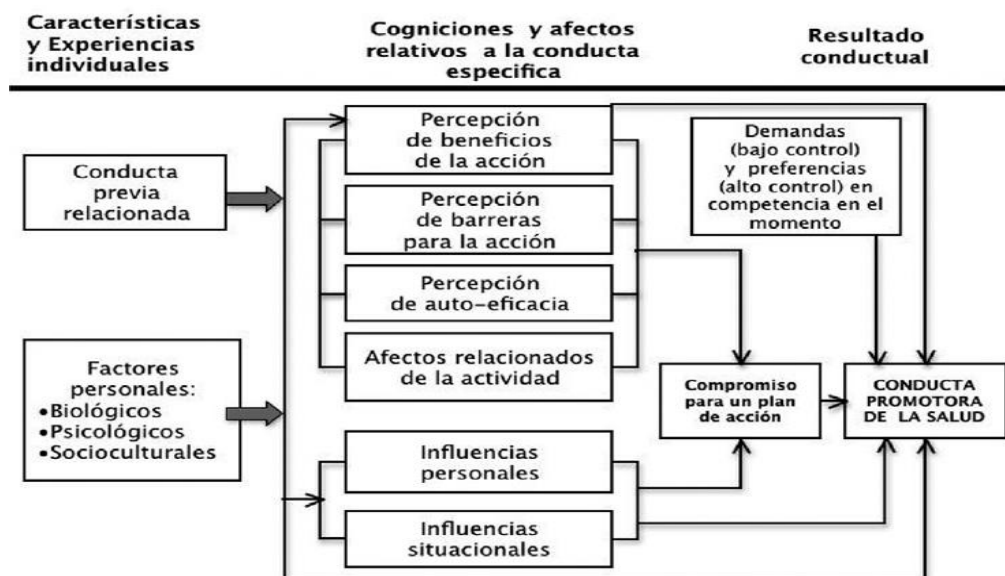 Características
y Experiencias
individuales
Cogniciones y afectos
relativos a la conducta
especifica
Resultado
conductual
Conducta
previa
relacionada
Factores
personales:
•Biológicos
•Psicológicos
•Socioculturales
Percepción
de beneficios
de la acción
Percepción
de barreras
para la acción
Percepción
de auto-eficacia
Afectos relacionados
de la actividad
Influencias
personales
Influencias
situacionales
Demandas
(bajo control)
y preferencias
(alto control) en
competencia en el
momento
Compromiso
para un plan
de acción
CONDUCTA
PROMOTORA
DE LA SALUD